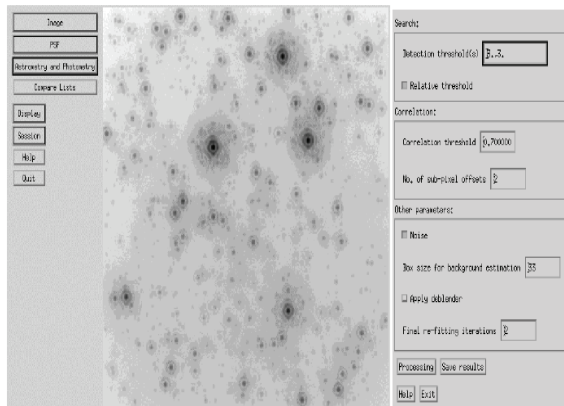 Image
PSF
Astrometry and Photometry
Compare Lists
Display
Session
Help
Quit
Search:
Detection threshold(s) 3.,3.
Relative threshold
Correlation:
Correlation threshold 0.700000
No. of sub-pixel offsets 2
Other parameters:
Noise
Box size for background estimation
Apply deblender
Final re-fitting iterations 2
Processing Save results
Help Exit